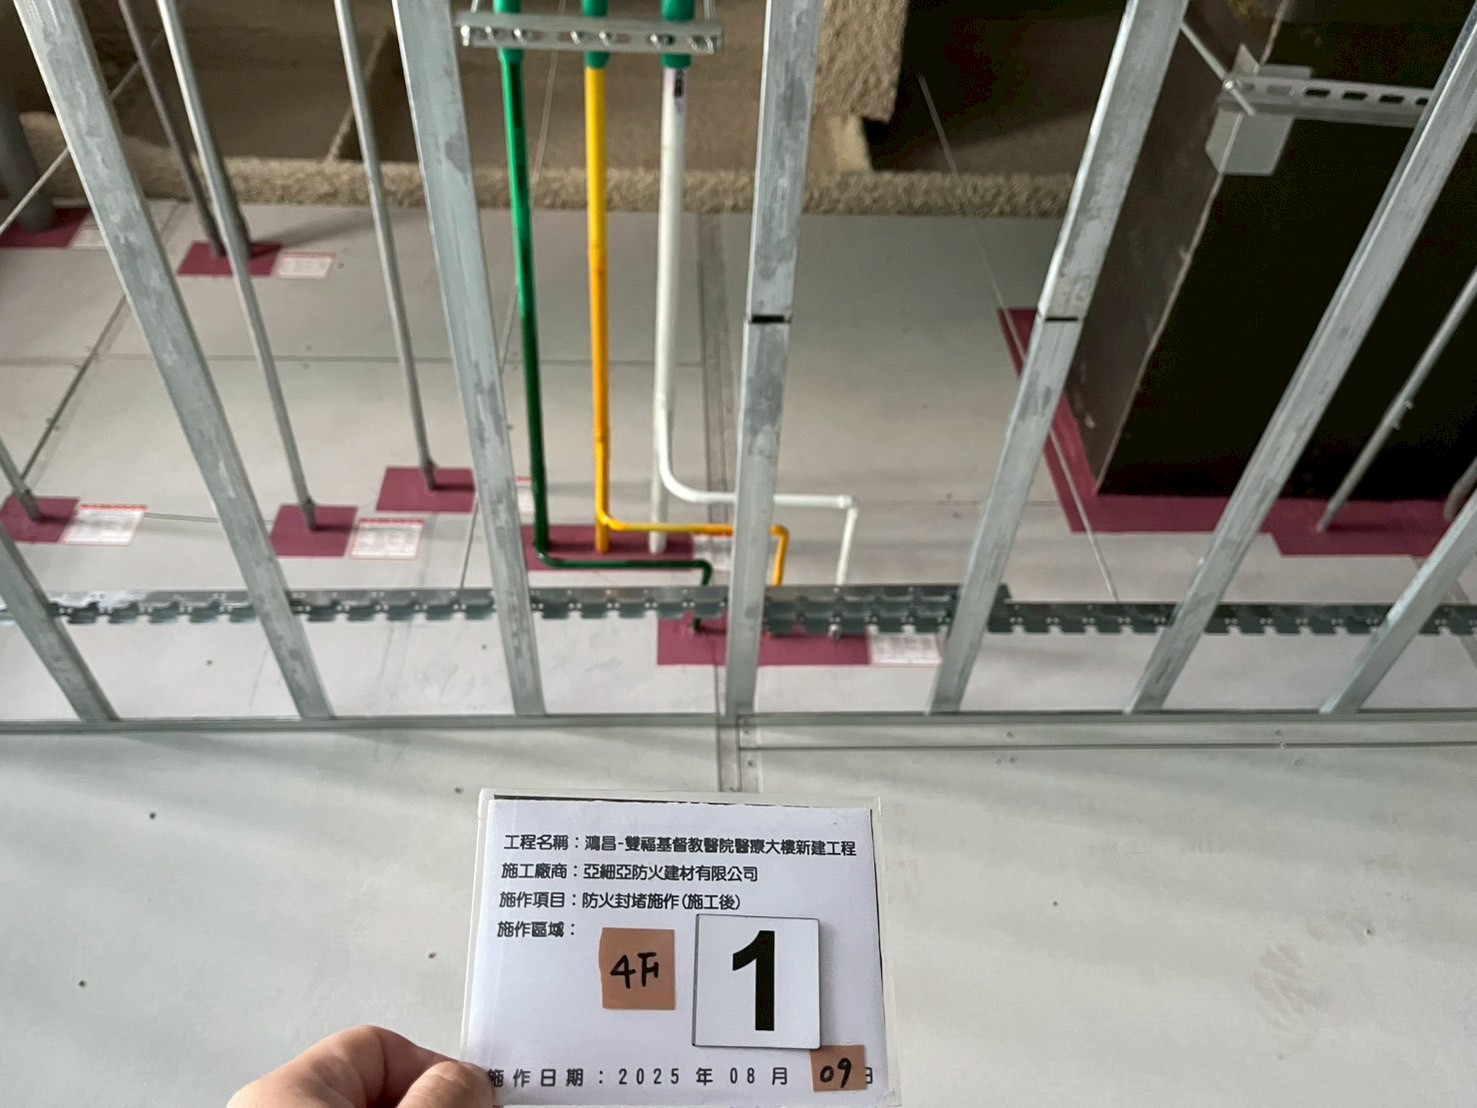 工程名稱：鴻昌-雙福基督教醫院醫療大樓新建工程
施工廠商：亞細亞防火建材有限公司
施作項目：防火封堵施作(施工後)
施作區域：
4F 1
施作日期：2025 年 08 月 09 日